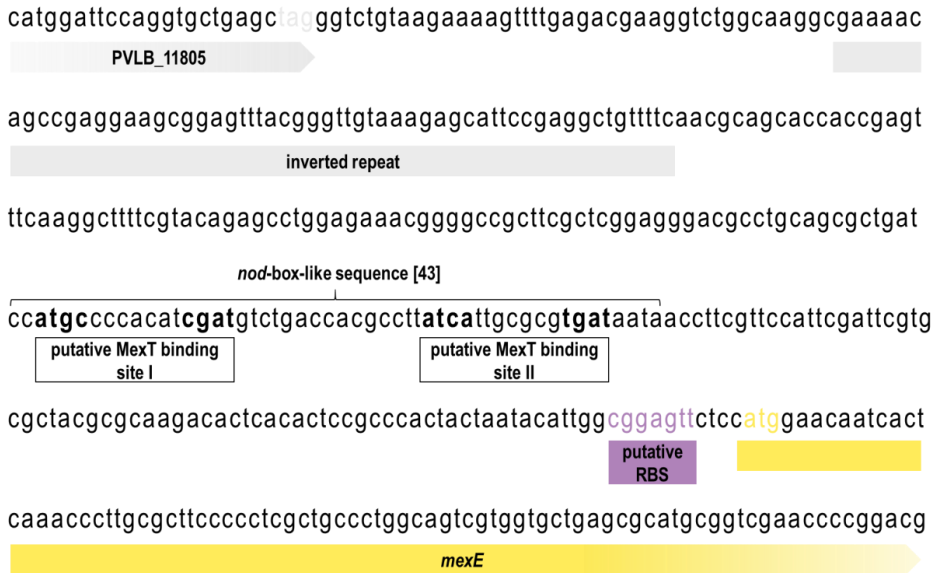 catggattccaggtgctgagctagggtctgtaagaaaagttttgagacgaaggtctggcaaggcgaaaac
PVLB_11805
agccgaggaagcggagtttacgggttgtaaagagcattccgaggctgttttcaacgcagcaccaccgagt
inverted repeat
ttcaaggcttttcgtacagagcctggagaaacggggccgcttcgctcggagggacgcctgcagcgctgat
nod-box-like sequence [43]
ccatgccccacatcgatgtctgaccacgccttatcattgcgcgtgataataaccttcgttccattcgattcgtg
putative MexT binding
site I
putative MexT binding
site II
cgctacgcgcaagacactcacactccgcccactactaatacattggcggagttctccatggaacaatcact
putative
RBS
caaacccttgcgcttccccctcgctgccctggcagtcgtggtgctgagcgcatgcggtcgaaccccggacg
mexE